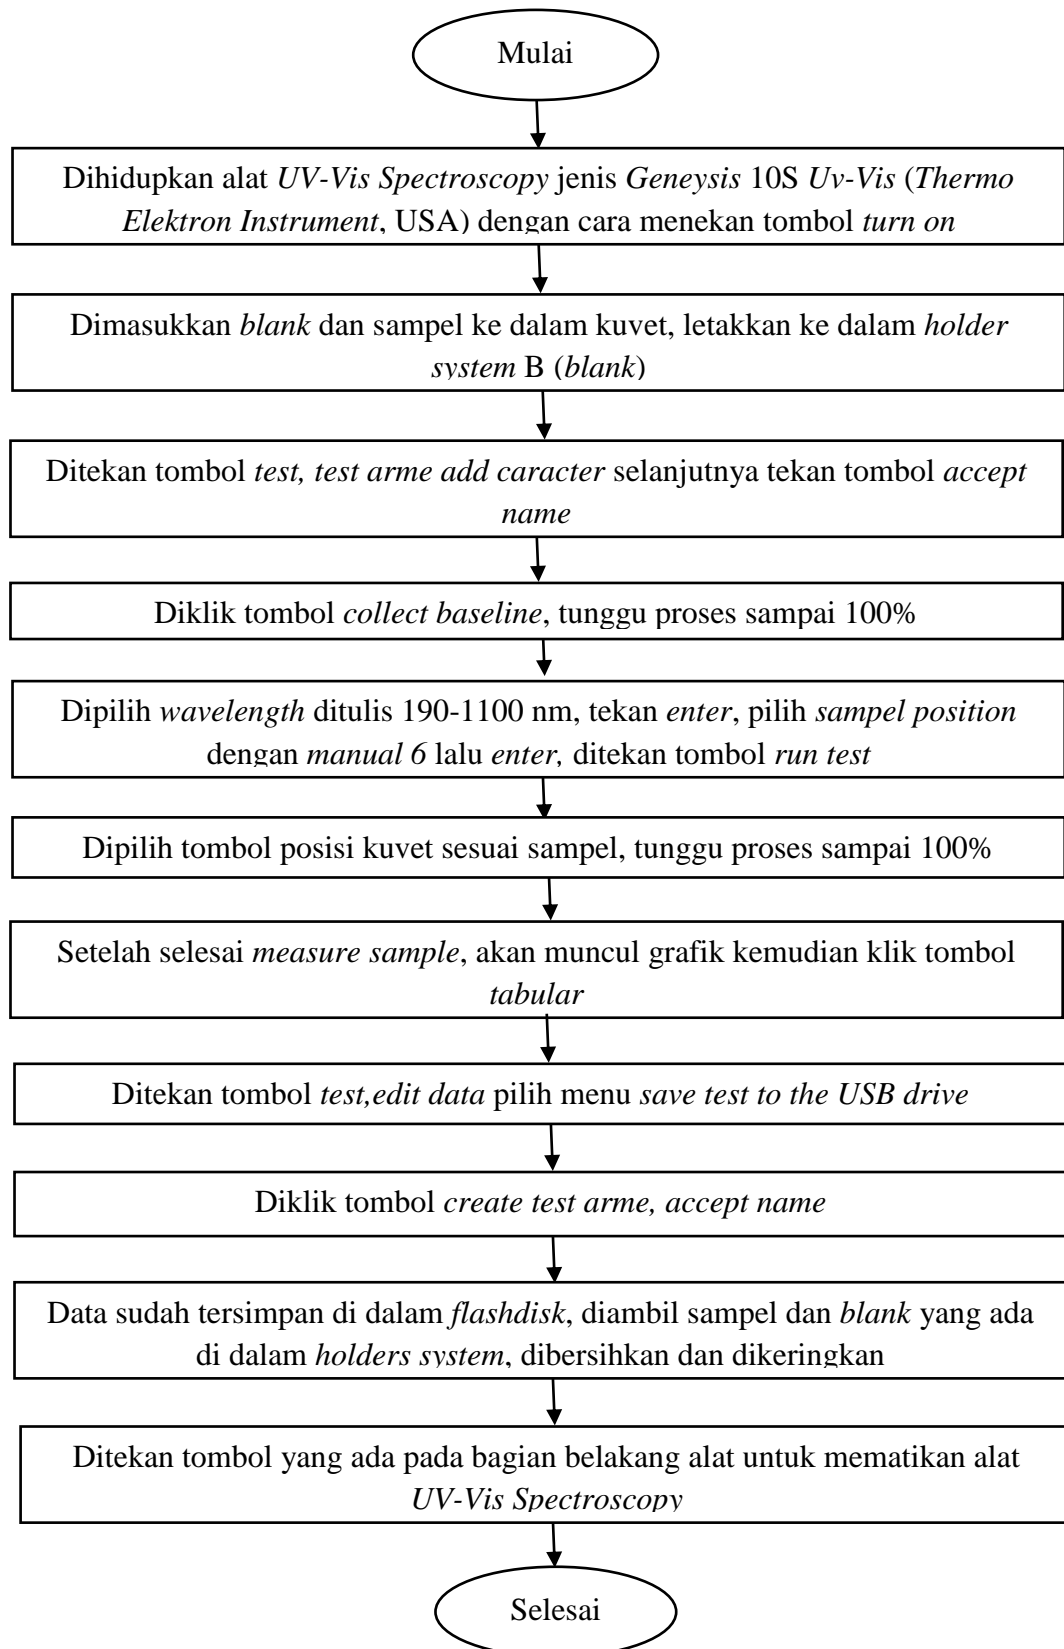 Mulai
Dihidupkan alat UV-Vis Spectroscopy jenis Geneysis 10S Uv-Vis (Thermo
Elektron Instrument, USA) dengan cara menekan tombol turn on
Dimasukkan blank dan sampel ke dalam kuvet, letakkan ke dalam holder
system B (blank)
Ditekan tombol test, test arme add caracter selanjutnya tekan tombol accept
name
Diklik tombol collect baseline, tunggu proses sampai 100%
Dipilih wavelength ditulis 190-1100 nm, tekan enter, pilih sampel position
dengan manual 6 lalu enter, ditekan tombol run test
Dipilih tombol posisi kuvet sesuai sampel, tunggu proses sampai 100%
Setelah selesai measure sample, akan muncul grafik kemudian klik tombol
tabular
Ditekan tombol test,edit data pilih menu save test to the USB drive
Diklik tombol create test arme, accept name
Data sudah tersimpan di dalam flashdisk, diambil sampel dan blank yang ada
di dalam holders system, dibersihkan dan dikeringkan
Ditekan tombol yang ada pada bagian belakang alat untuk mematikan alat
UV-Vis Spectroscopy
Selesai